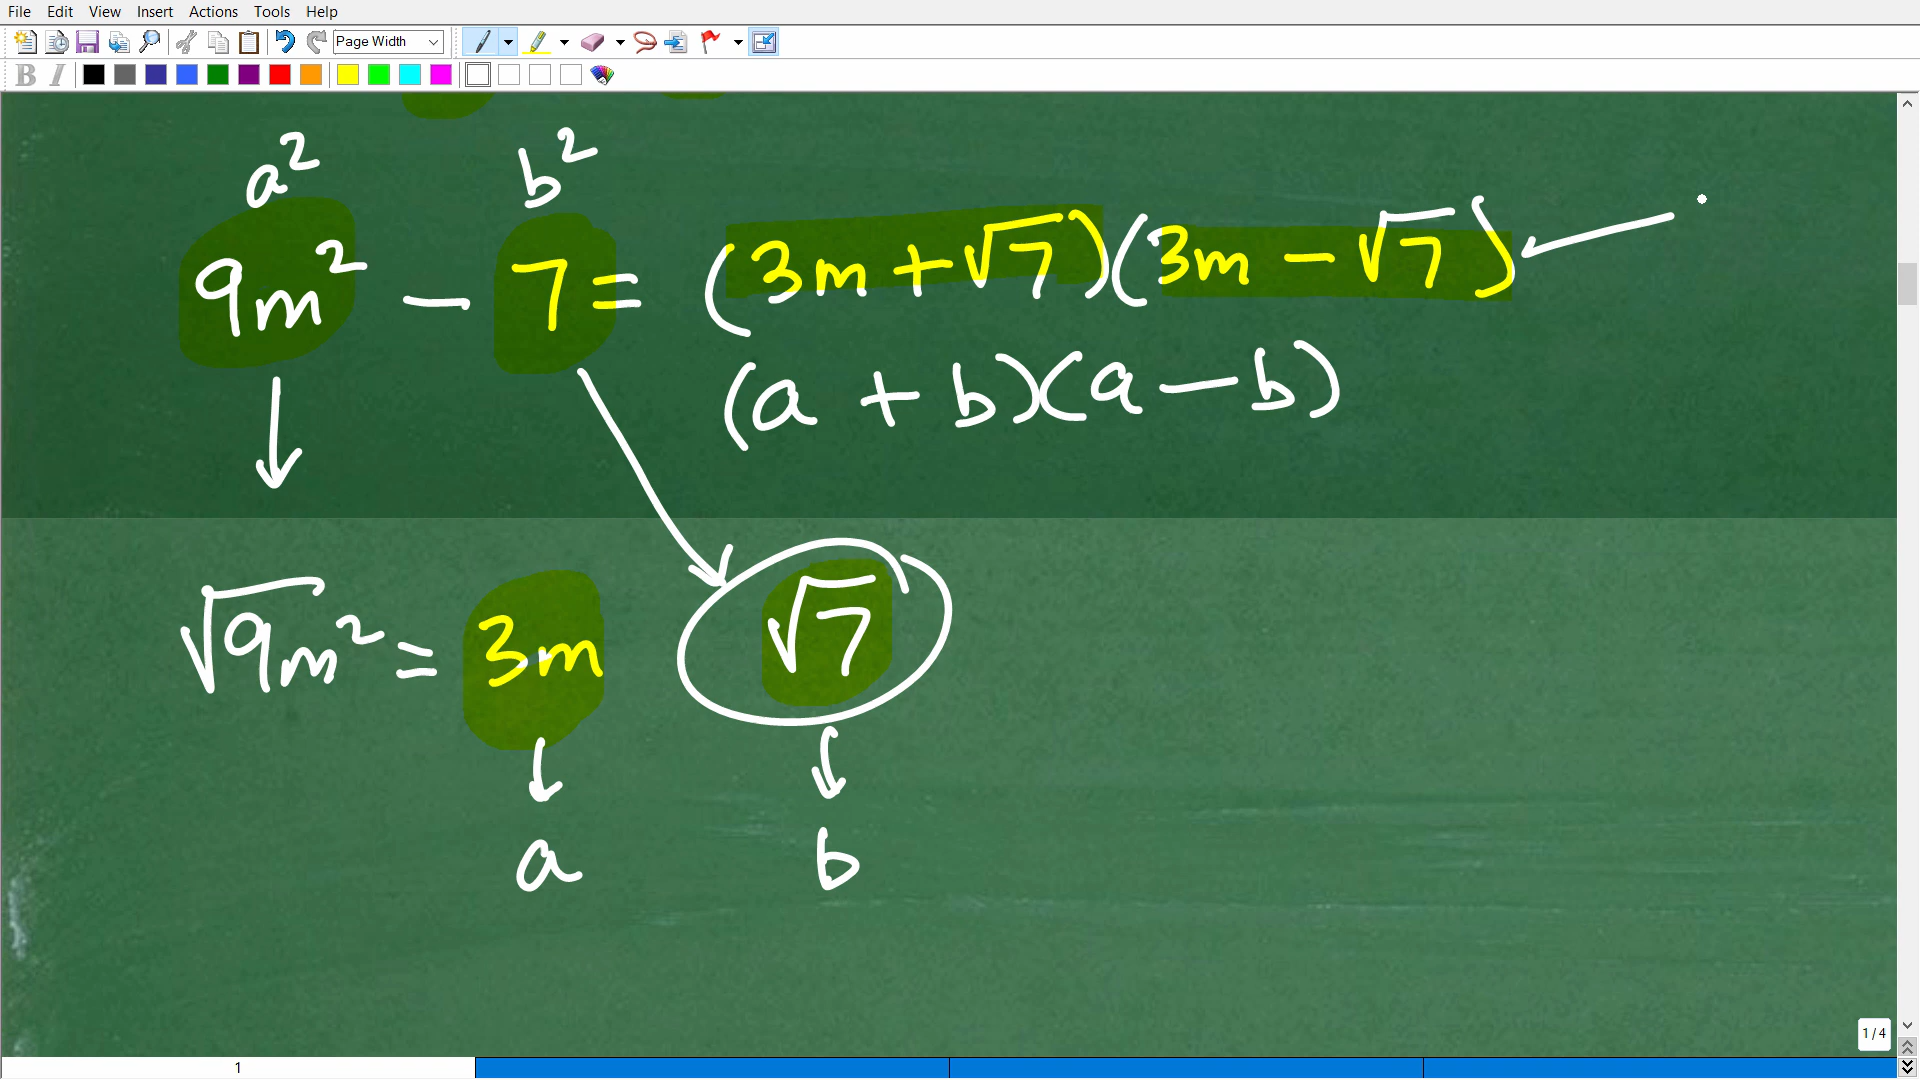 File Edit View Insert Actions Tools Help
Page Width
B I
a² b²
9m² - 7 = (3m + √7)(3m - √7)
(a + b)(a - b)
√9m² = 3m √7
a b
1 / 4
1